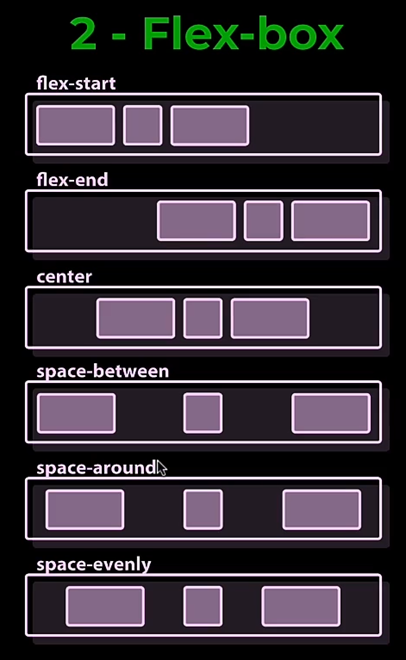 2 - Flex-box
flex-start
flex-end
center
space-between
space-around
space-evenly